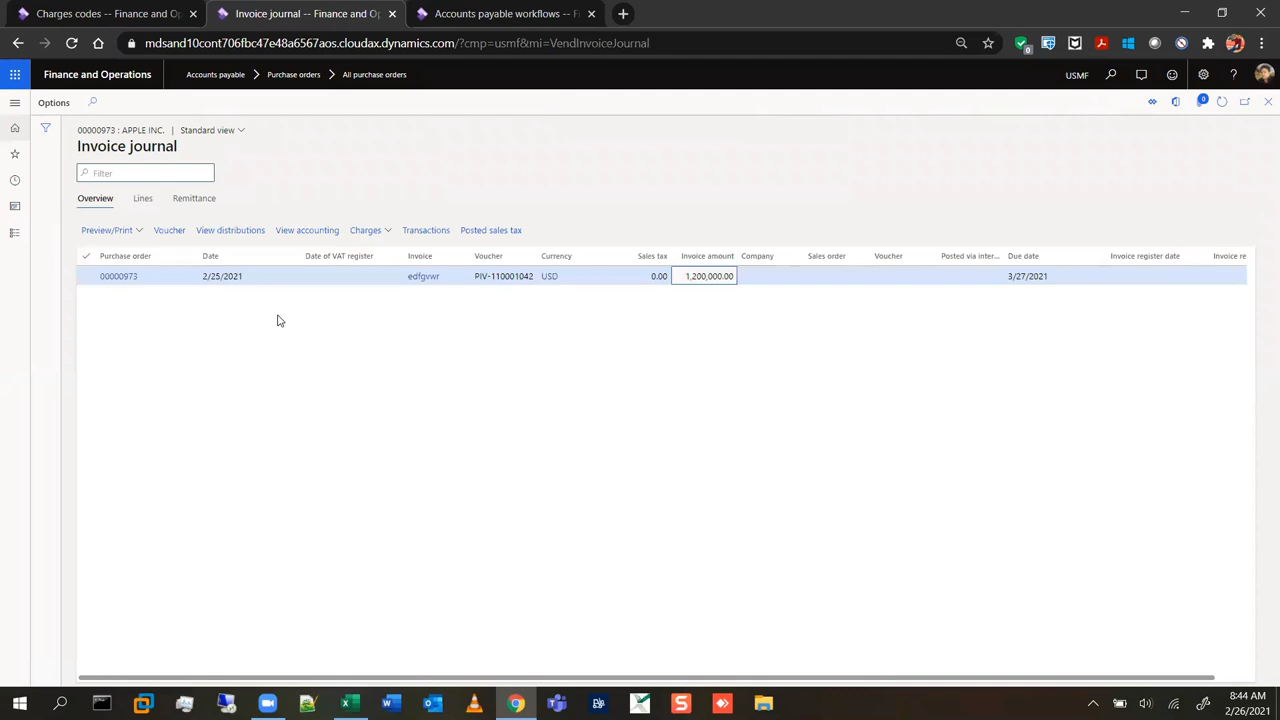 Charges codes -- Finance and Op
Invoice journal -- Finance and Op
Accounts payable workflows -- F
mdsand10cont706fbc47e48a6567aos.cloudax.dynamics.com/?cmp=usmf&mi=VendInvoiceJournal
Finance and Operations
Accounts payable > Purchase orders > All purchase orders
USMF
Options
0
00000973 : APPLE INC. | Standard view
Invoice journal
Filter
Overview Lines Remittance
Preview/Print Voucher View distributions View accounting Charges Transactions Posted sales tax
Purchase order Date Date of VAT register Invoice Voucher Currency Sales tax Invoice amount Company Sales order Voucher Posted via inter... Due date Invoice register date Invoice re
00000973 2/25/2021 edfgvwr PIV-110001042 USD 0.00 1,200,000.00 3/27/2021
8:44 AM
2/26/2021